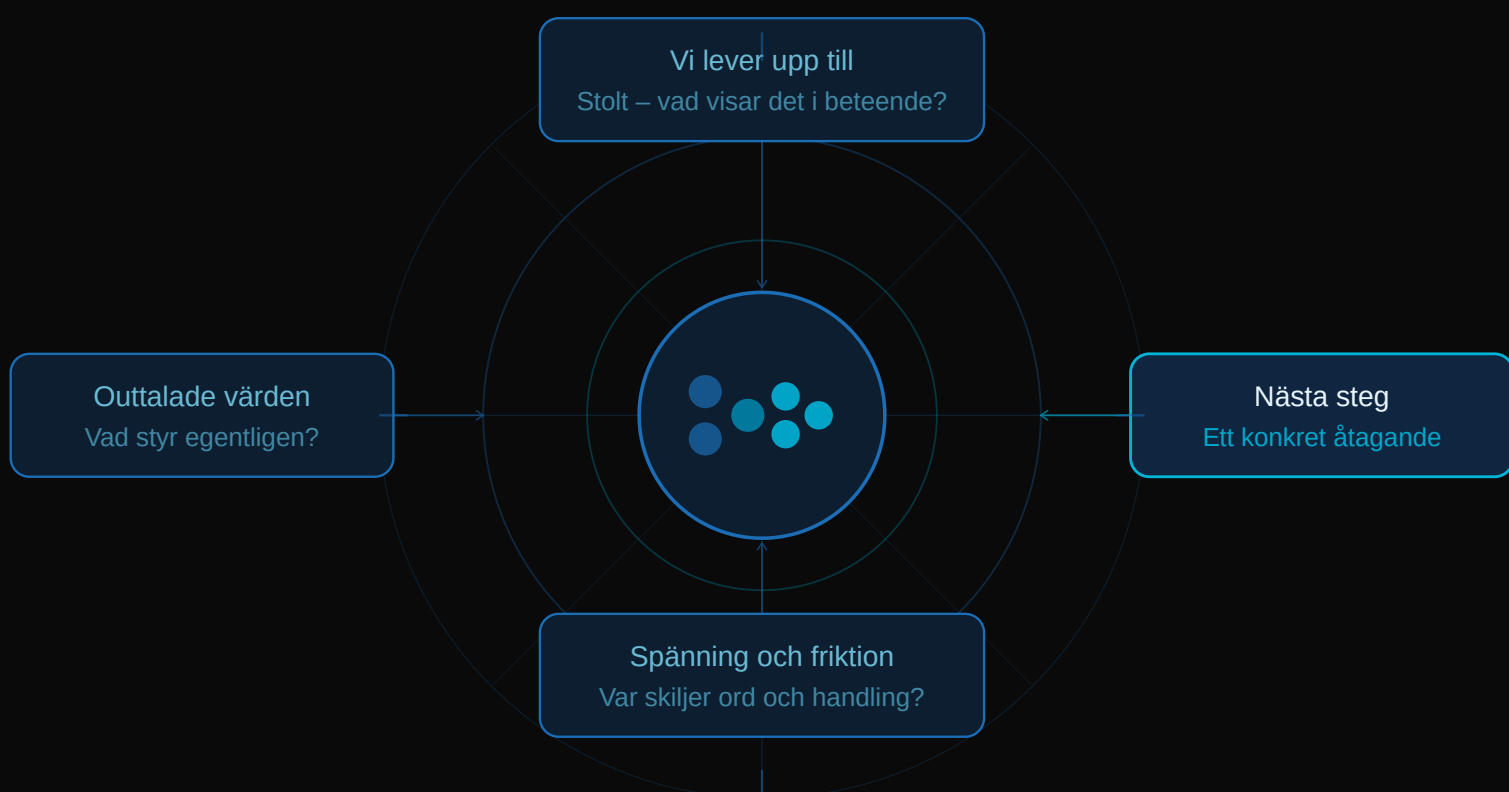 Vi lever upp till
Stolt – vad visar det i beteende?
Outtalade värden
Vad styr egentligen?
Nästa steg
Ett konkret åtagande
Spänning och friktion
Var skiljer ord och handling?